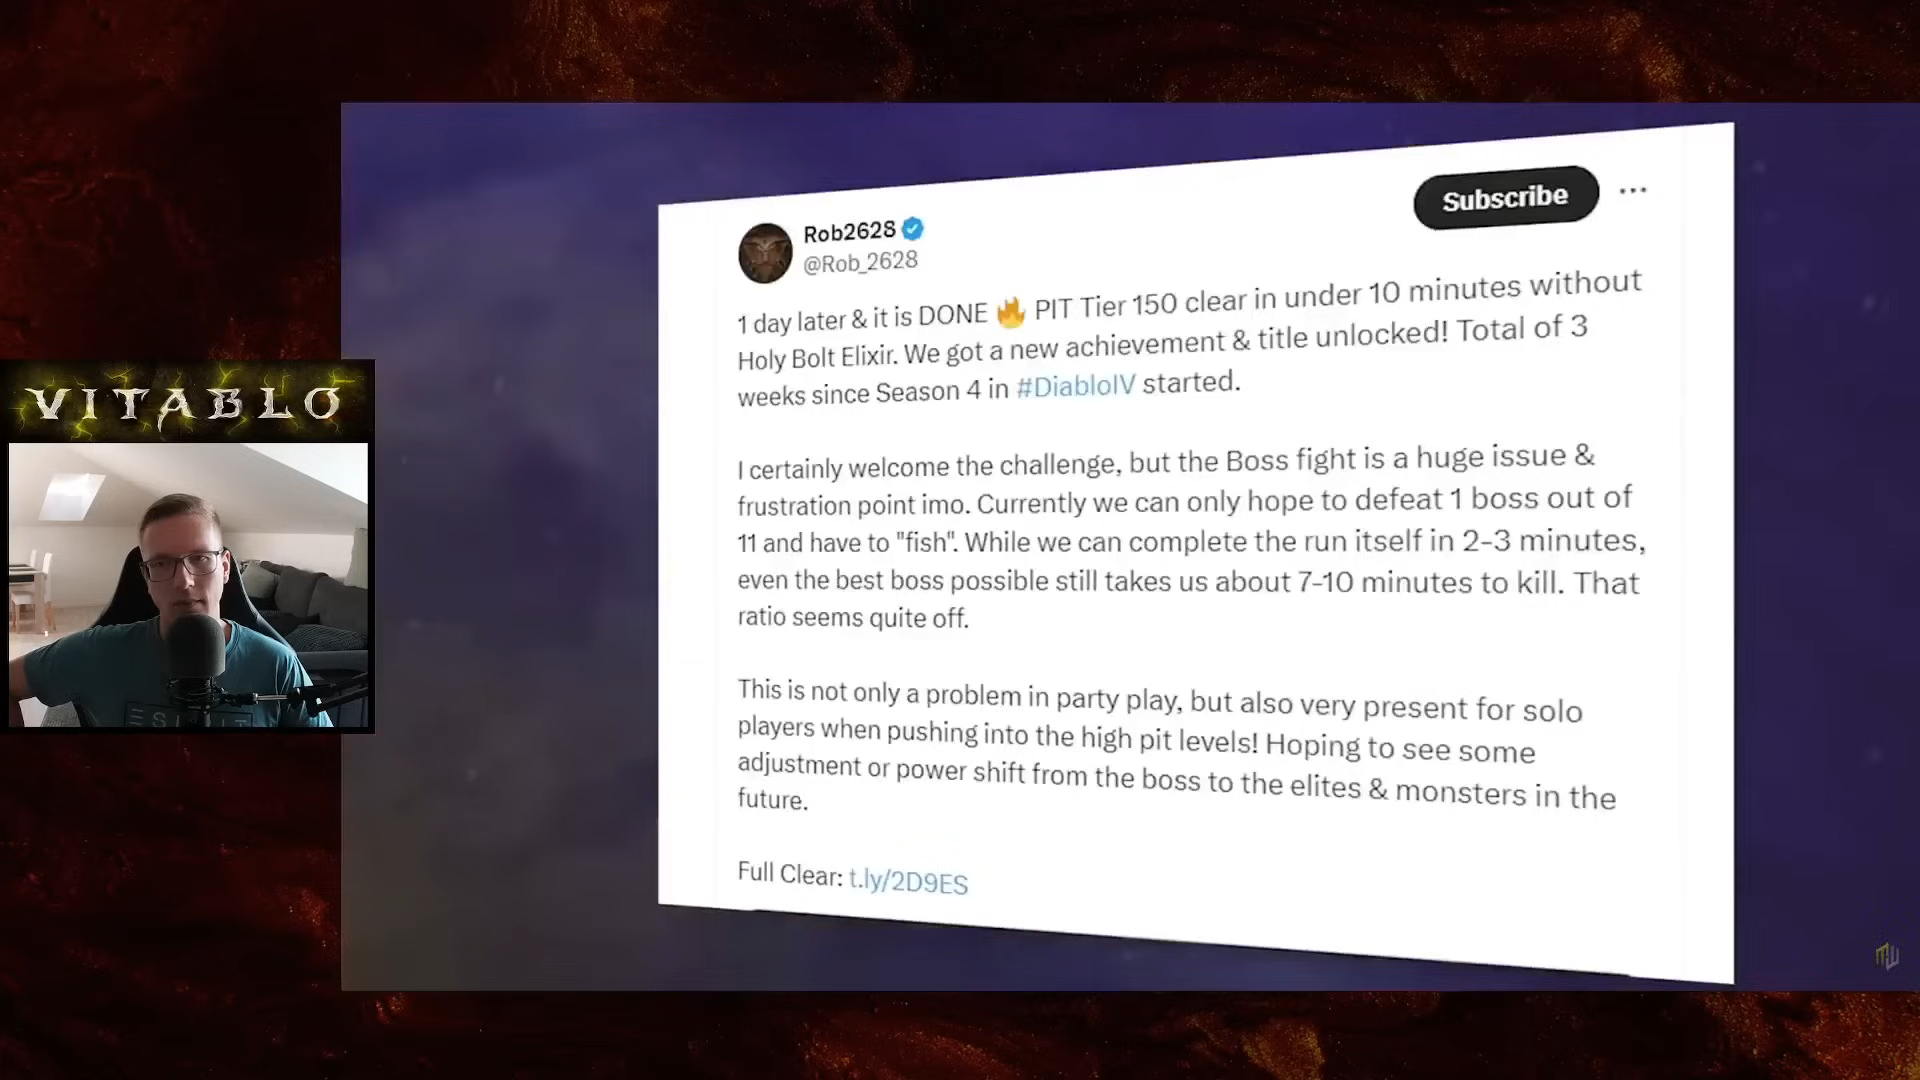 Subscribe
Rob2628
@Rob_2628
1 day later & it is DONE 🔥 PIT Tier 150 clear in under 10 minutes without
Holy Bolt Elixir. We got a new achievement & title unlocked! Total of 3
weeks since Season 4 in #DiabloIV started.
I certainly welcome the challenge, but the Boss fight is a huge issue &
frustration point imo. Currently we can only hope to defeat 1 boss out of
11 and have to "fish". While we can complete the run itself in 2-3 minutes,
even the best boss possible still takes us about 7-10 minutes to kill. That
ratio seems quite off.
This is not only a problem in party play, but also very present for solo
players when pushing into the high pit levels! Hoping to see some
adjustment or power shift from the boss to the elites & monsters in the
future.
Full Clear: t.ly/2D9ES
VITABLO